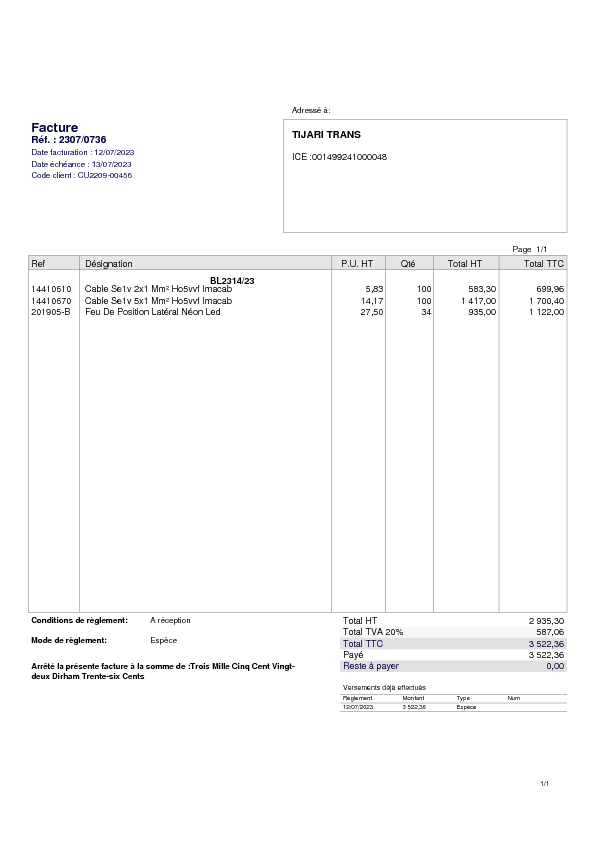 Adressé à:
Facture
Réf. : 2307/0736
Date facturation : 12/07/2023
Date échéance : 13/07/2023
Code client : CU2209-00456
TIJARI TRANS
ICE :001499241000048
Page 1/1
Ref Désignation P.U. HT Qté Total HT Total TTC
BL2314/23
14410610 Cable Se1v 2x1 Mm² Ho5vvf Imacab 5,83 100 583,30 699,96
14410670 Cable Se1v 5x1 Mm² Ho5vvf Imacab 14,17 100 1 417,00 1 700,40
201905-B Feu De Position Latéral Néon Led 27,50 34 935,00 1 122,00
Conditions de règlement: A réception
Mode de règlement: Espèce
Arrêté la présente facture à la somme de :Trois Mille Cinq Cent Vingt-
deux Dirham Trente-six Cents
Total HT 2 935,30
Total TVA 20% 587,06
Total TTC 3 522,36
Payé 3 522,36
Reste à payer 0,00
Versements déjà effectués
Règlement Montant Type Num
12/07/2023 3 522,36 Espèce
1/1